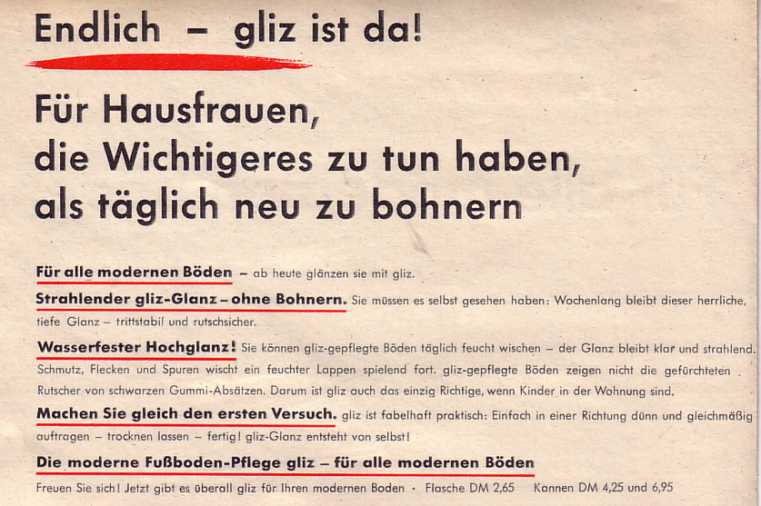 Endlich – gliz ist da!
Für Hausfrauen,
die Wichtigeres zu tun haben,
als täglich neu zu bohnern
Für alle modernen Böden – ab heute glänzen sie mit gliz.
Strahlender gliz-Glanz – ohne Bohnern. Sie müssen es selbst gesehen haben: Wochenlang bleibt dieser herrliche,
tiefe Glanz – trittstabil und rutschsicher.
Wasserfester Hochglanz! Sie können gliz-gepflegte Böden täglich feucht wischen – der Glanz bleibt klar und strahlend.
Schmutz, Flecken und Spuren wischt ein feuchter Lappen spielend fort. gliz-gepflegte Böden zeigen nicht die gefürchteten
Rutscher von schwarzen Gummi-Absätzen. Darum ist gliz auch das einzig Richtige, wenn Kinder in der Wohnung sind.
Machen Sie gleich den ersten Versuch. gliz ist fabelhaft praktisch: Einfach in einer Richtung dünn und gleichmäßig
auftragen – trocknen lassen – fertig! gliz-Glanz entsteht von selbst!
Die moderne Fußboden-Pflege gliz – für alle modernen Böden
Freuen Sie sich! Jetzt gibt es überall gliz für Ihren modernen Boden · Flasche DM 2,65 Kannen DM 4,25 und 6,95